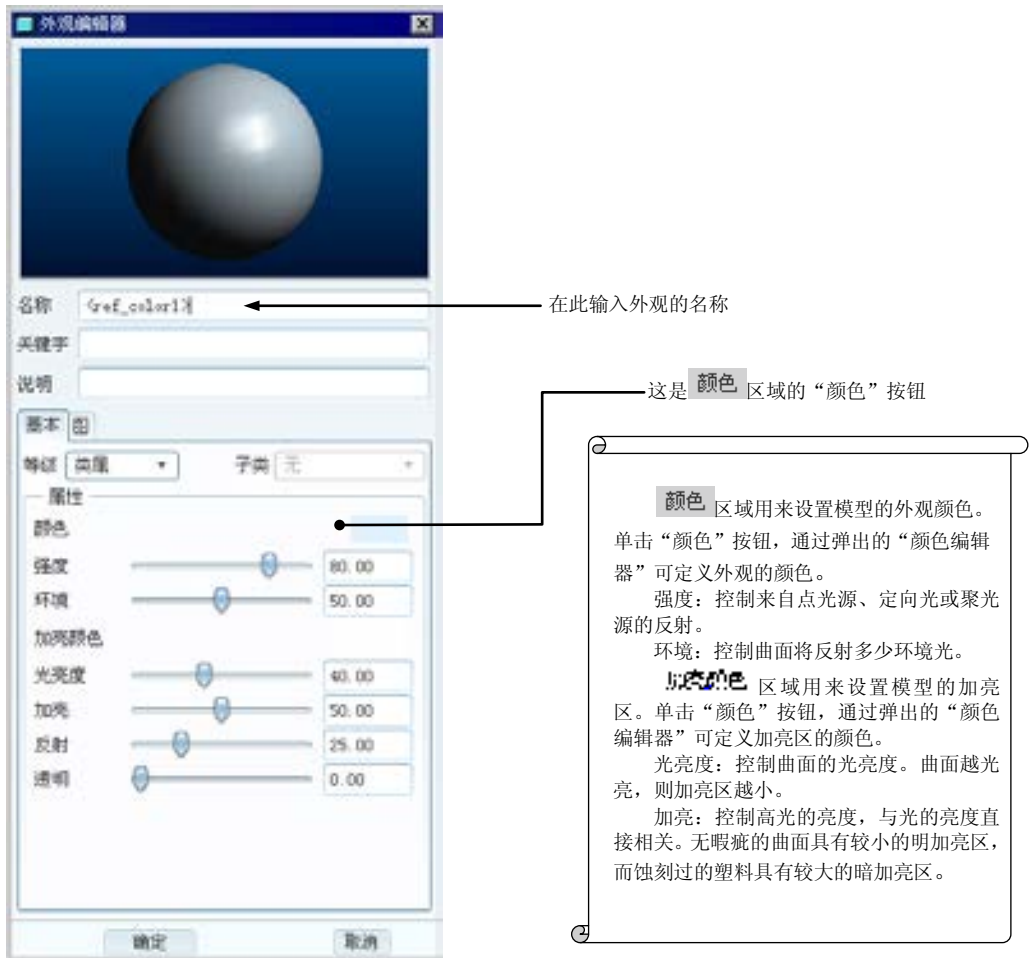 外观编辑器
名称 <ref_color1>
在此输入外观的名称
关键字
说明
这是 颜色 区域的“颜色”按钮
基本 图
等级 类属 子类 无
属性
颜色
强度 80.00
环境 50.00
加亮颜色
光亮度 40.00
加亮 50.00
反射 25.00
透明 0.00
确定 取消
颜色 区域用来设置模型的外观颜色。
单击“颜色”按钮，通过弹出的“颜色编辑
器”可定义外观的颜色。
强度：控制来自点光源、定向光或聚光
源的反射。
环境：控制曲面将反射多少环境光。
加亮颜色 区域用来设置模型的加亮
区。单击“颜色”按钮，通过弹出的“颜色
编辑器”可定义加亮区的颜色。
光亮度：控制曲面的光亮度。曲面越光
亮，则加亮区越小。
加亮：控制高光的亮度，与光的亮度直
接相关。无暇疵的曲面具有较小的明加亮区，
而蚀刻过的塑料具有较大的暗加亮区。